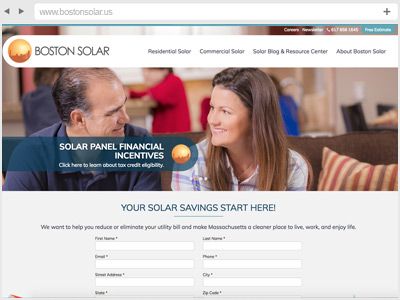 www.bostonsolar.us
Careers Newsletter 617 858 1645 Free Estimate
BOSTON SOLAR
Residential Solar Commercial Solar Solar Blog & Resource Center About Boston Solar
SOLAR PANEL FINANCIAL
INCENTIVES
Click here to learn about tax credit eligibility.
YOUR SOLAR SAVINGS START HERE!
We want to help you reduce or eliminate your utility bill and make Massachusetts a cleaner place to live, work, and enjoy life.
First Name * Last Name *
Email * Phone *
Street Address * City *
State * Zip Code *